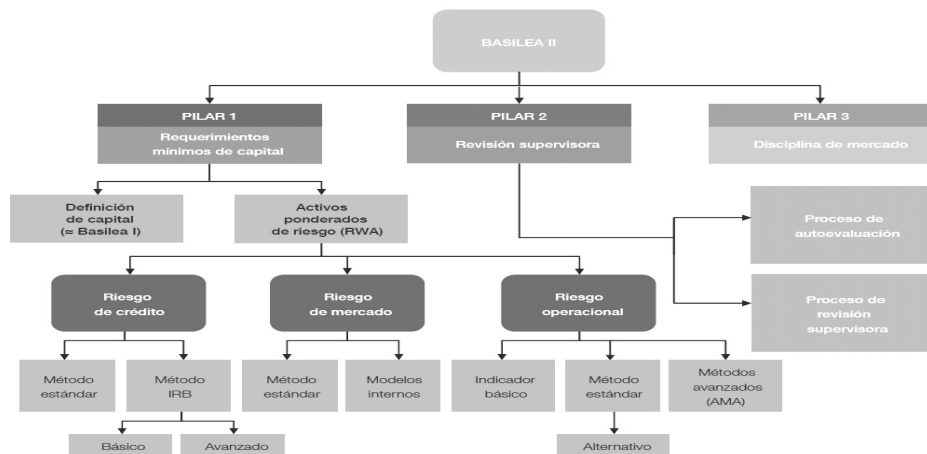 BASILEA II
PILAR 1
Requerimientos
mínimos de capital
PILAR 2
Revisión supervisora
PILAR 3
Disciplina de mercado
Definición
de capital
(≈ Basilea I)
Activos
ponderados
de riesgo (RWA)
Proceso de
autoevaluación
Proceso de
revisión
supervisora
Riesgo
de crédito
Riesgo
de mercado
Riesgo
operacional
Método
estándar
Método
IRB
Método
estándar
Modelos
internos
Indicador
básico
Método
estándar
Métodos
avanzados
(AMA)
Básico
Avanzado
Alternativo